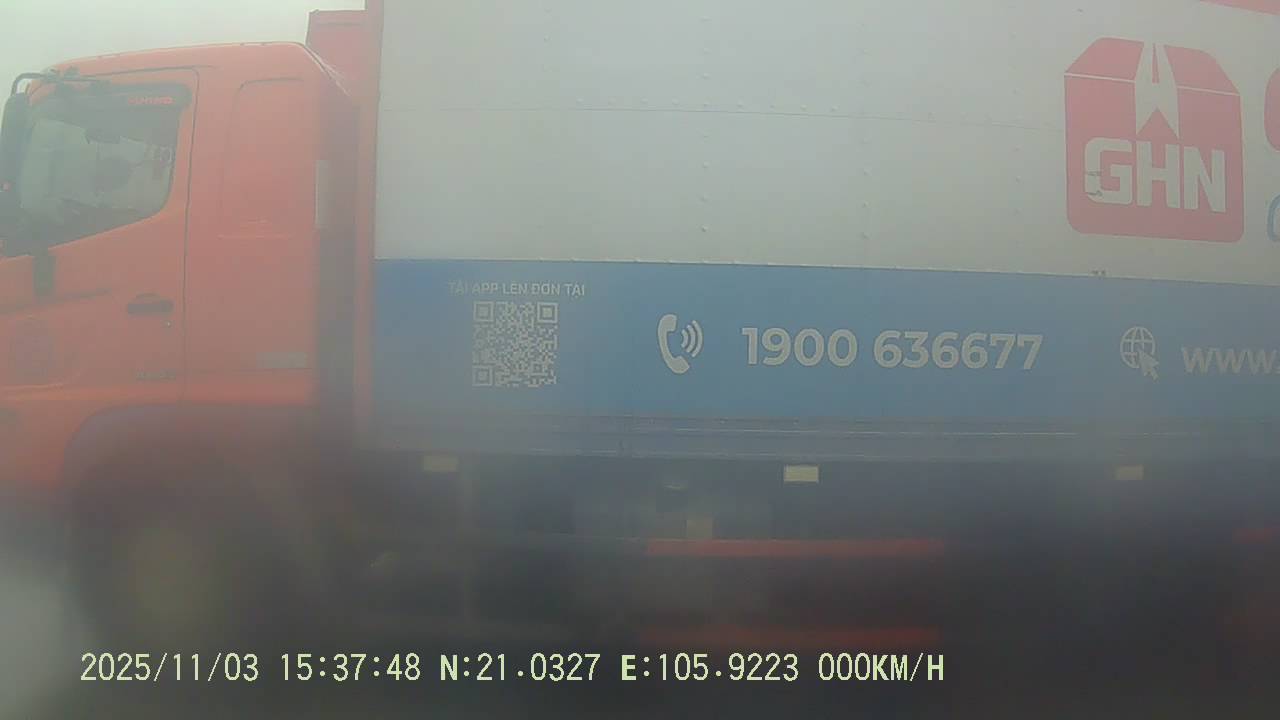 HINO
GHN
TẢI APP LÊN ĐƠN TẠI
1900 636677
www.
2025/11/03 15:37:48 N:21.0327 E:105.9223 000KM/H